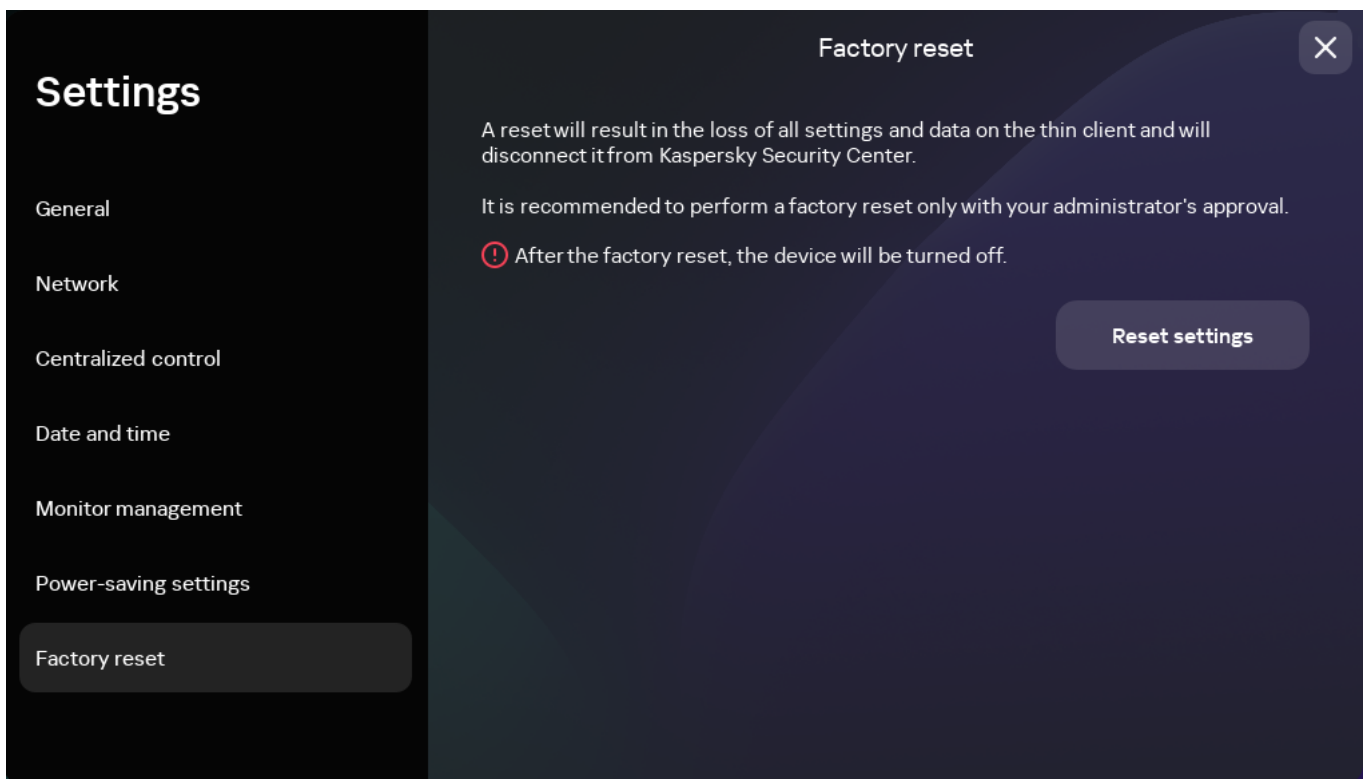 Settings
General
Network
Centralized control
Date and time
Monitor management
Power-saving settings
Factory reset
Factory reset
A reset will result in the loss of all settings and data on the thin client and will
disconnect it from Kaspersky Security Center.
It is recommended to perform a factory reset only with your administrator's approval.
After the factory reset, the device will be turned off.
Reset settings